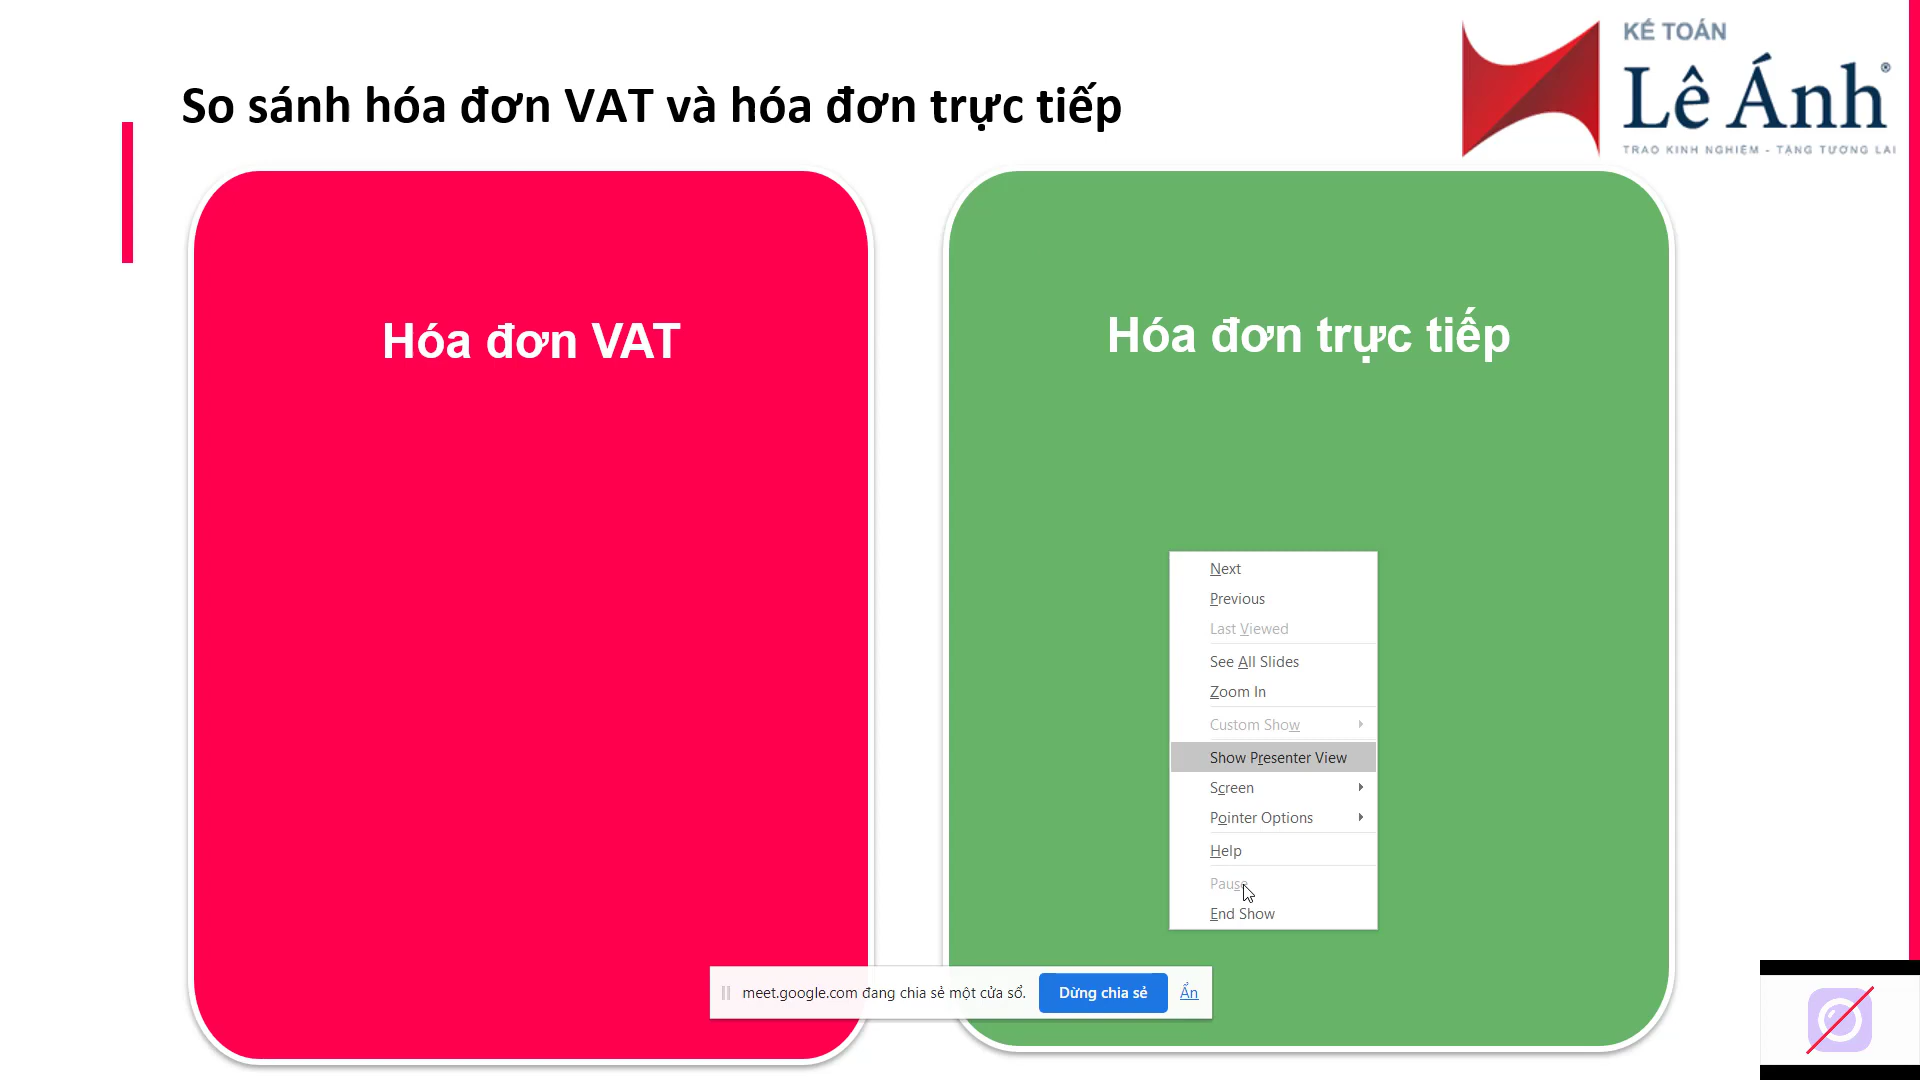 KẾ TOÁN
Lê Ánh®
TRAO KINH NGHIỆM - TẶNG TƯƠNG LAI
So sánh hóa đơn VAT và hóa đơn trực tiếp
Hóa đơn VAT
Hóa đơn trực tiếp
Next
Previous
Last Viewed
See All Slides
Zoom In
Custom Show
Show Presenter View
Screen
Pointer Options
Help
Pause
End Show
meet.google.com đang chia sẻ một cửa sổ.
Dừng chia sẻ
Ẩn